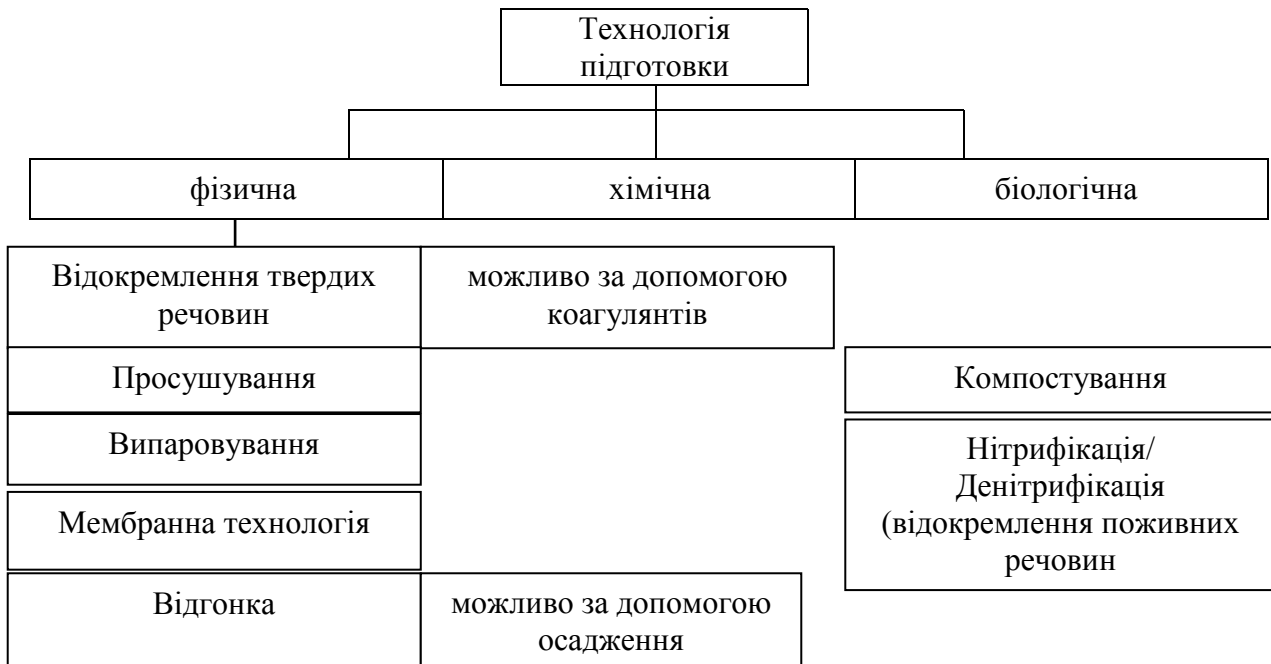 Технологія
підготовки
фізична
хімічна
біологічна
Відокремлення твердих
речовин
можливо за допомогою
коагулянтів
Просушування
Компостування
Випаровування
Нітрифікація/
Денітрифікація
(відокремлення поживних
речовин
Мембранна технологія
Відгонка
можливо за допомогою
осадження